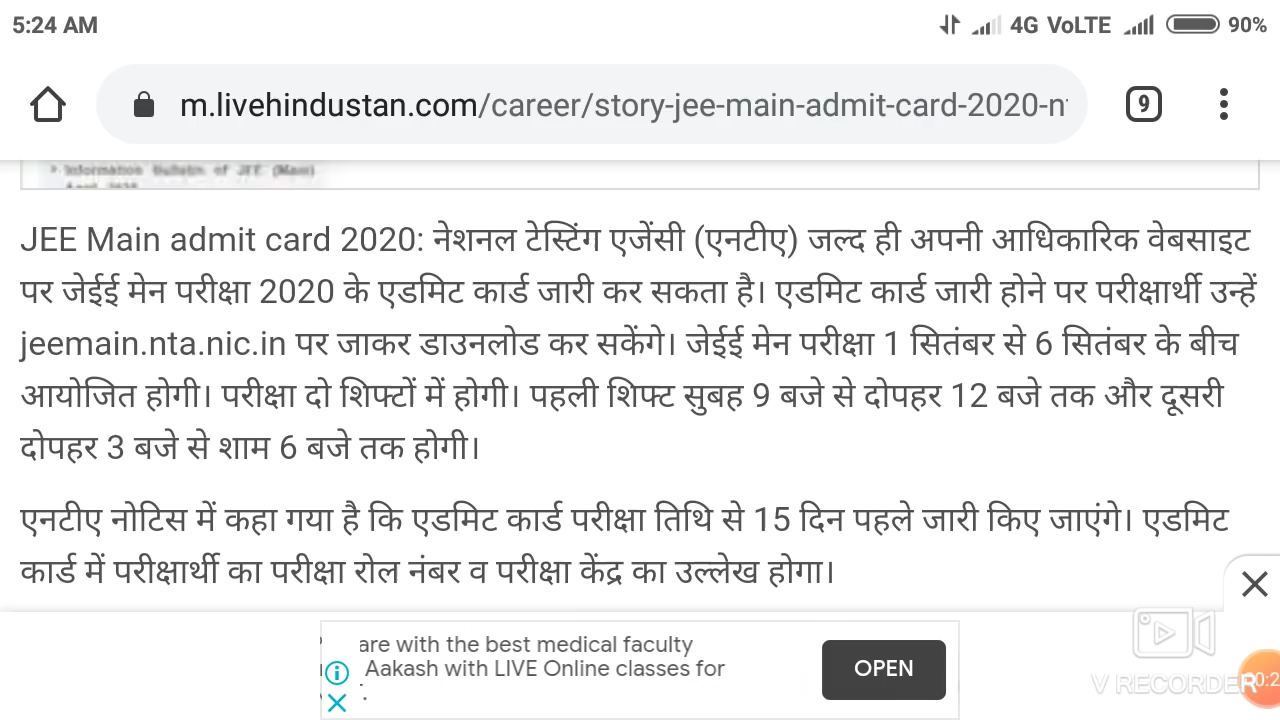 5:24 AM 4G VoLTE 90%
m.livehindustan.com/career/story-jee-main-admit-card-2020-n 9
Information Bulletin of JEE (Main)
JEE Main admit card 2020: नेशनल टेस्टिंग एजेंसी (एनटीए) जल्द ही अपनी आधिकारिक वेबसाइट
पर जेईई मेन परीक्षा 2020 के एडमिट कार्ड जारी कर सकता है। एडमिट कार्ड जारी होने पर परीक्षार्थी उन्हें
jeemain.nta.nic.in पर जाकर डाउनलोड कर सकेंगे। जेईई मेन परीक्षा 1 सितंबर से 6 सितंबर के बीच
आयोजित होगी। परीक्षा दो शिफ्टों में होगी। पहली शिफ्ट सुबह 9 बजे से दोपहर 12 बजे तक और दूसरी
दोपहर 3 बजे से शाम 6 बजे तक होगी।
एनटीए नोटिस में कहा गया है कि एडमिट कार्ड परीक्षा तिथि से 15 दिन पहले जारी किए जाएंगे। एडमिट
कार्ड में परीक्षार्थी का परीक्षा रोल नंबर व परीक्षा केंद्र का उल्लेख होगा।
are with the best medical faculty
Aakash with LIVE Online classes for
OPEN
V RECORDER